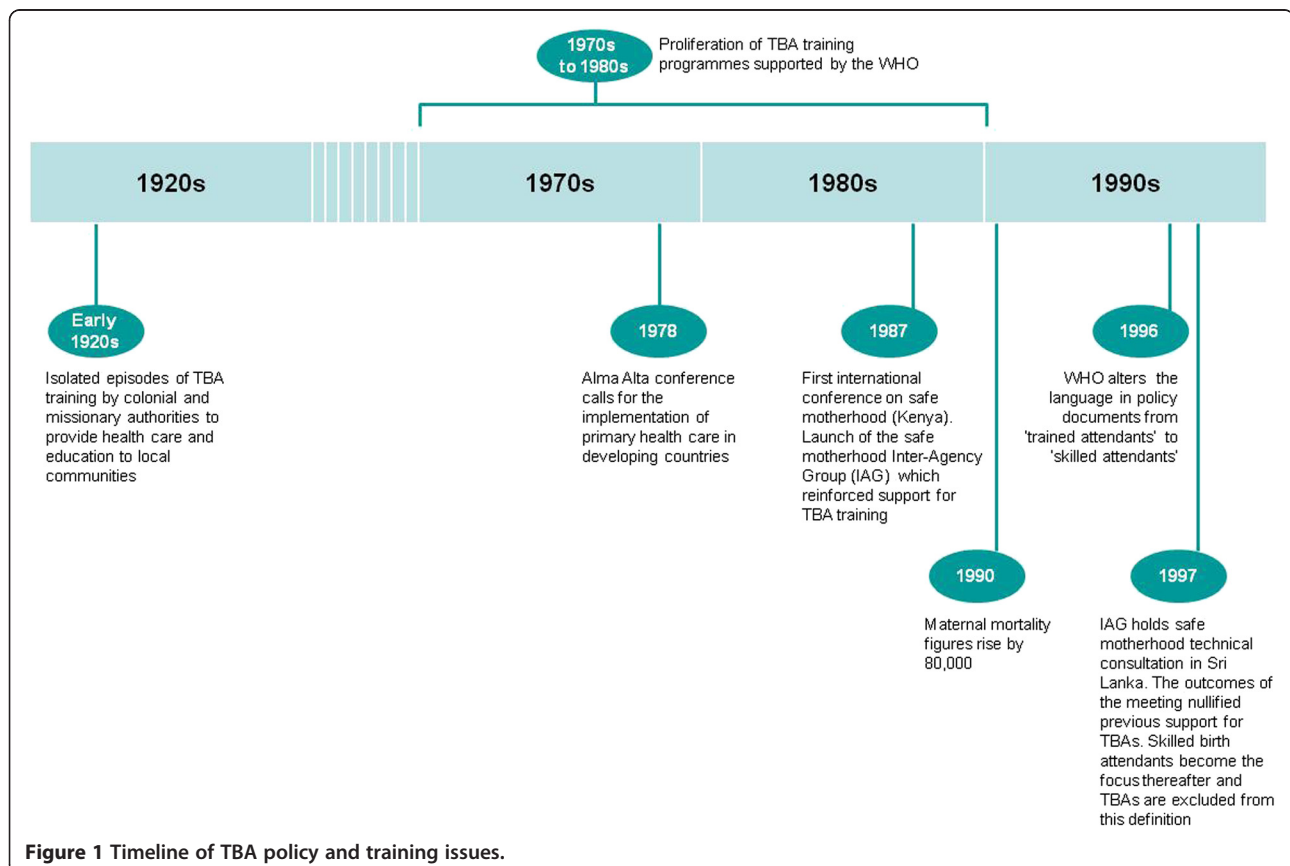 1970s
to 1980s
Proliferation of TBA training
programmes supported by the WHO
1920s
1970s
1980s
1990s
Early
1920s
Isolated episodes of TBA
training by colonial and
missionary authorities to
provide health care and
education to local
communities
1978
Alma Alta conference
calls for the
implementation of
primary health care in
developing countries
1987
First international
conference on safe
motherhood (Kenya).
Launch of the safe
motherhood Inter-Agency
Group (IAG) which
reinforced support for
TBA training
1996
WHO alters the
language in policy
documents from
'trained attendants' to
'skilled attendants'
1990
Maternal mortality
figures rise by
80,000
1997
IAG holds safe
motherhood technical
consultation in Sri
Lanka. The outcomes of
the meeting nullified
previous support for
TBAs. Skilled birth
attendants become the
focus thereafter and
TBAs are excluded from
this definition
Figure 1 Timeline of TBA policy and training issues.